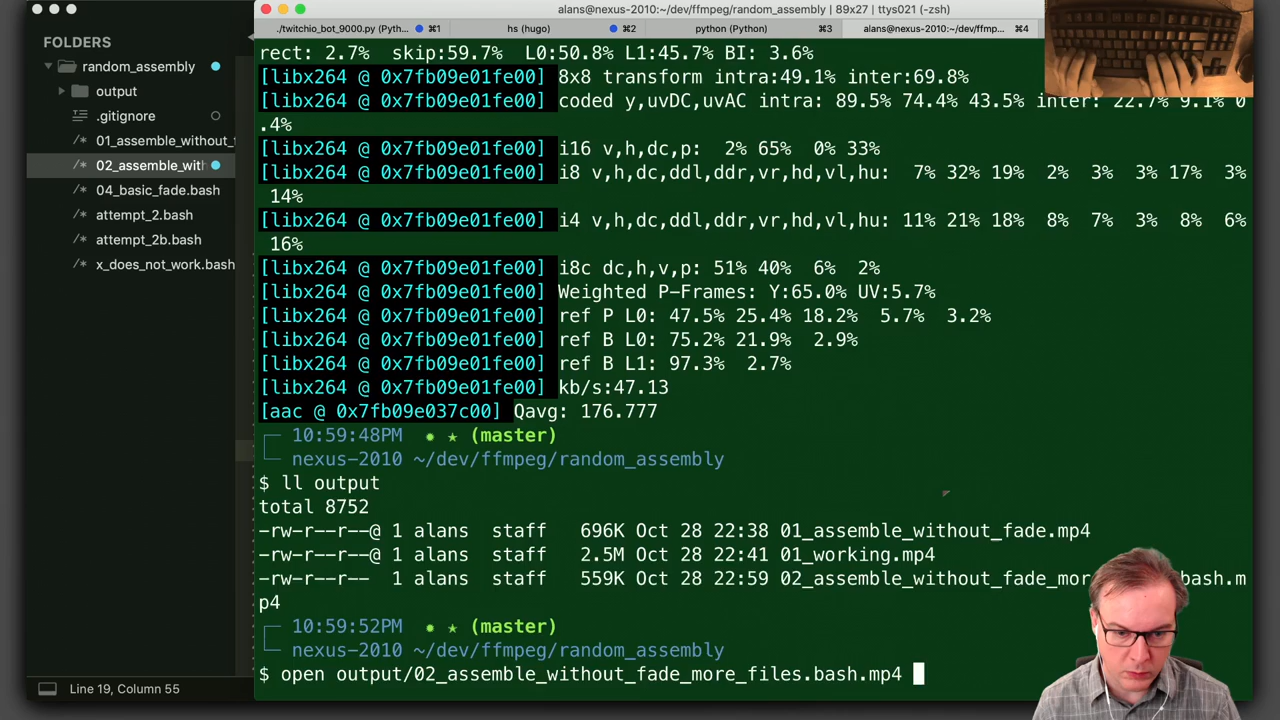 alans@nexus-2010:~/dev/ffmpeg/random_assembly | 89x27 | ttys021 (-zsh)
./twitchio_bot_9000.py (Pyth... ⌘1 hs (hugo) ⌘2 python (Python) ⌘3 alans@nexus-2010:~/dev/ffmp... ⌘4
FOLDERS
random_assembly
output
.gitignore
01_assemble_without_
02_assemble_with
04_basic_fade.bash
attempt_2.bash
attempt_2b.bash
x_does_not_work.bash
Line 19, Column 55
rect: 2.7% skip:59.7% L0:50.8% L1:45.7% BI: 3.6%
[libx264 @ 0x7fb09e01fe00] 8x8 transform intra:49.1% inter:69.8%
[libx264 @ 0x7fb09e01fe00] coded y,uvDC,uvAC intra: 89.5% 74.4% 43.5% inter: 22.7% 9.1% 0
.4%
[libx264 @ 0x7fb09e01fe00] i16 v,h,dc,p: 2% 65% 0% 33%
[libx264 @ 0x7fb09e01fe00] i8 v,h,dc,ddl,ddr,vr,hd,vl,hu: 7% 32% 19% 2% 3% 3% 17% 3%
14%
[libx264 @ 0x7fb09e01fe00] i4 v,h,dc,ddl,ddr,vr,hd,vl,hu: 11% 21% 18% 8% 7% 3% 8% 6%
16%
[libx264 @ 0x7fb09e01fe00] i8c dc,h,v,p: 51% 40% 6% 2%
[libx264 @ 0x7fb09e01fe00] Weighted P-Frames: Y:65.0% UV:5.7%
[libx264 @ 0x7fb09e01fe00] ref P L0: 47.5% 25.4% 18.2% 5.7% 3.2%
[libx264 @ 0x7fb09e01fe00] ref B L0: 75.2% 21.9% 2.9%
[libx264 @ 0x7fb09e01fe00] ref B L1: 97.3% 2.7%
[libx264 @ 0x7fb09e01fe00] kb/s:47.13
[aac @ 0x7fb09e037c00] Qavg: 176.777
10:59:48PM ★ (master)
nexus-2010 ~/dev/ffmpeg/random_assembly
$ ll output
total 8752
-rw-r--r--@ 1 alans staff 696K Oct 28 22:38 01_assemble_without_fade.mp4
-rw-r--r--@ 1 alans staff 2.5M Oct 28 22:41 01_working.mp4
-rw-r--r-- 1 alans staff 559K Oct 28 22:59 02_assemble_without_fade_mo bash.m
p4
10:59:52PM ★ (master)
nexus-2010 ~/dev/ffmpeg/random_assembly
$ open output/02_assemble_without_fade_more_files.bash.mp4